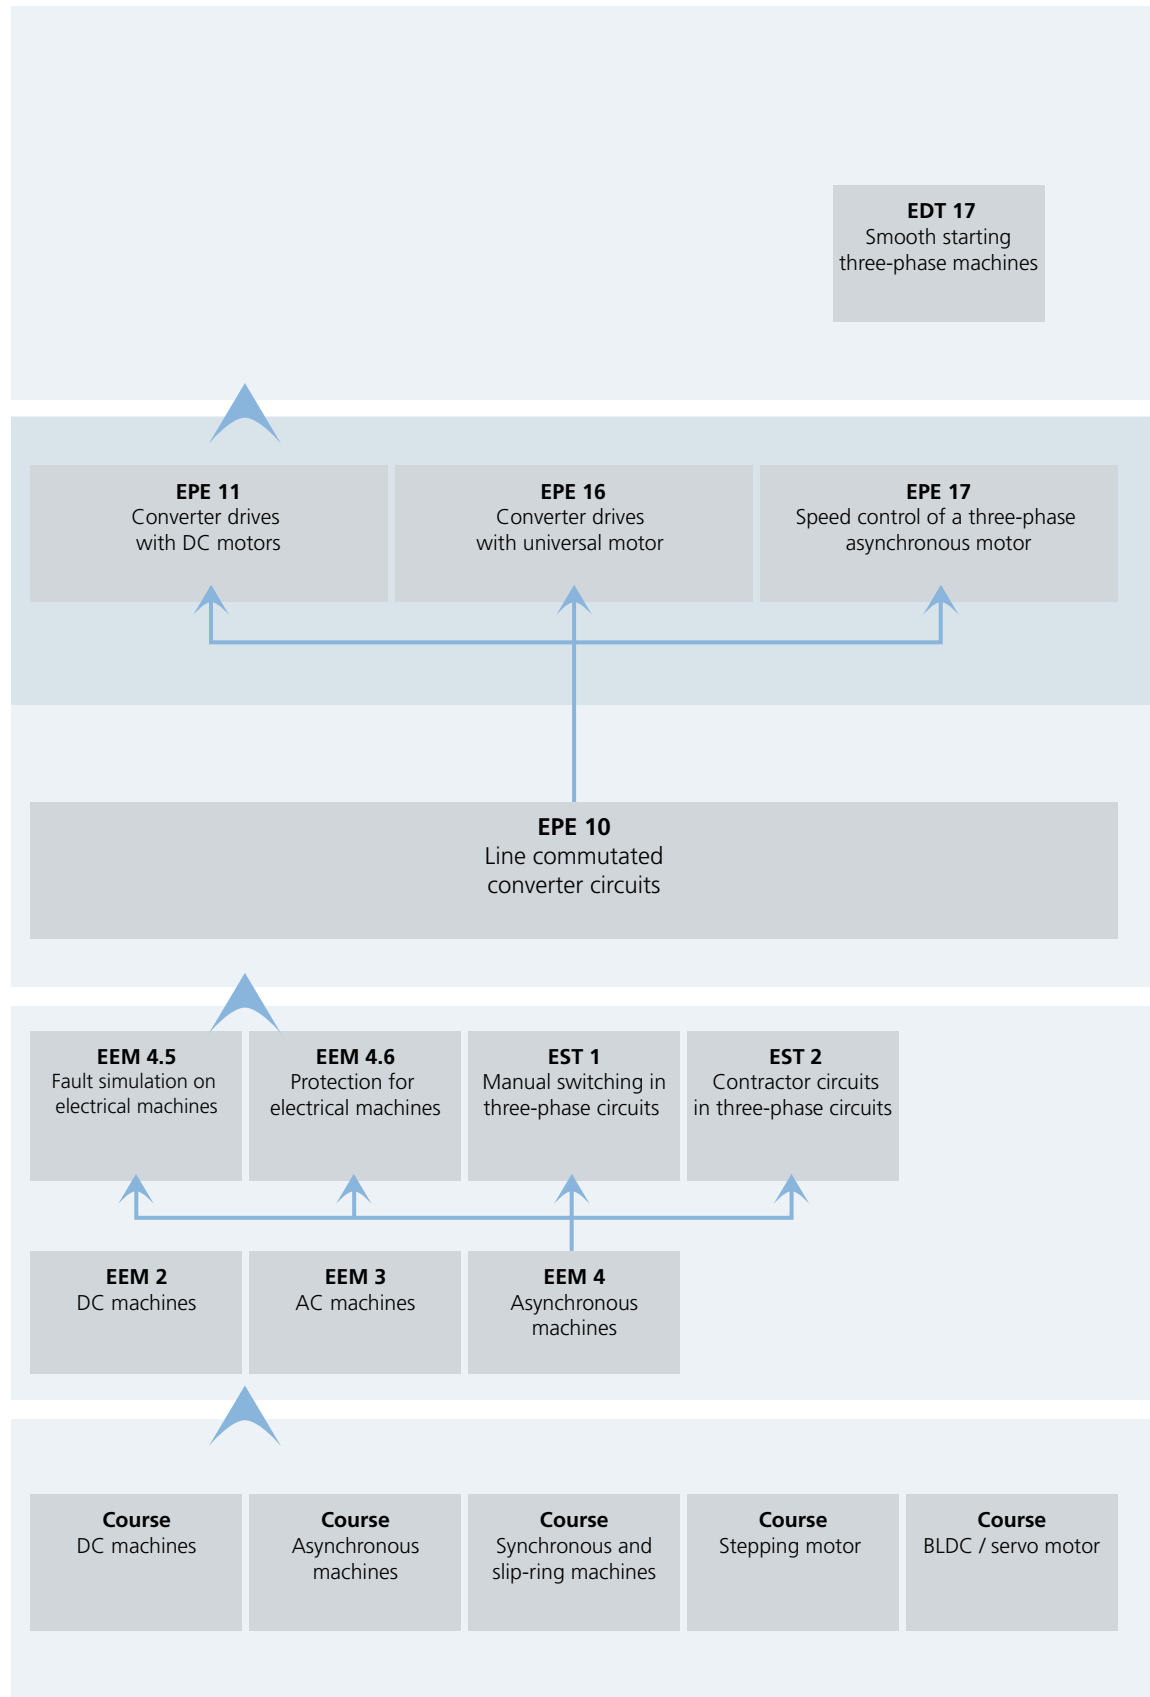 EDT 17
Smooth starting
three-phase machines
EPE 11
Converter drives
with DC motors
EPE 16
Converter drives
with universal motor
EPE 17
Speed control of a three-phase
asynchronous motor
EPE 10
Line commutated
converter circuits
EEM 4.5
Fault simulation on
electrical machines
EEM 4.6
Protection for
electrical machines
EST 1
Manual switching in
three-phase circuits
EST 2
Contractor circuits
in three-phase circuits
EEM 2
DC machines
EEM 3
AC machines
EEM 4
Asynchronous
machines
Course
DC machines
Course
Asynchronous
machines
Course
Synchronous and
slip-ring machines
Course
Stepping motor
Course
BLDC / servo motor